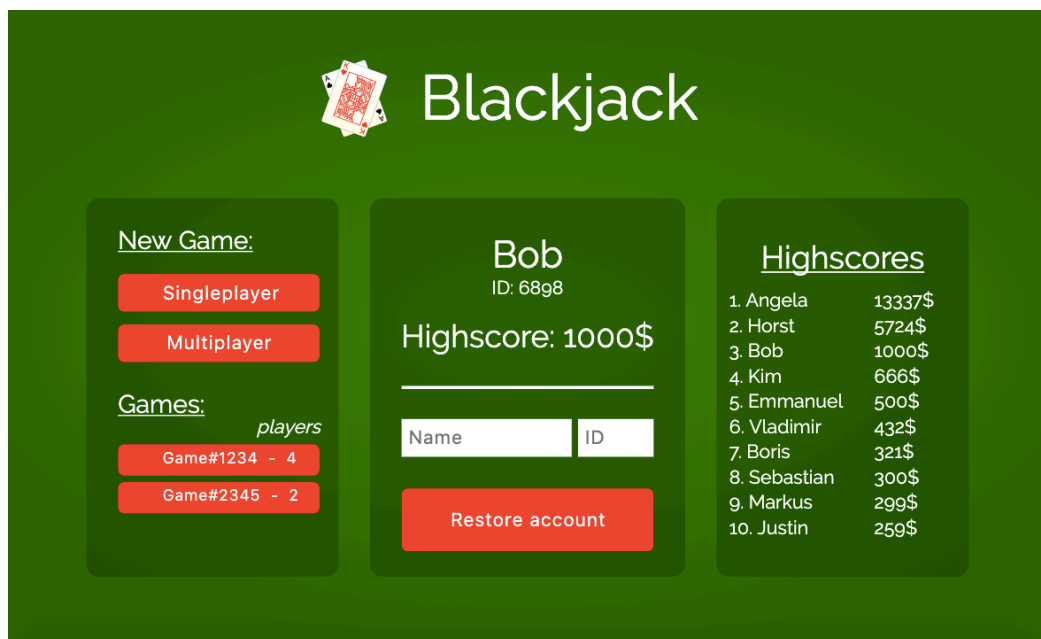 Blackjack
New Game:
Singleplayer
Multiplayer
Games:
players
Game#1234 - 4
Game#2345 - 2
Bob
ID: 6898
Highscore: 1000$
Name
ID
Restore account
Highscores
1. Angela 13337$
2. Horst 5724$
3. Bob 1000$
4. Kim 666$
5. Emmanuel 500$
6. Vladimir 432$
7. Boris 321$
8. Sebastian 300$
9. Markus 299$
10. Justin 259$
K
A
K
A